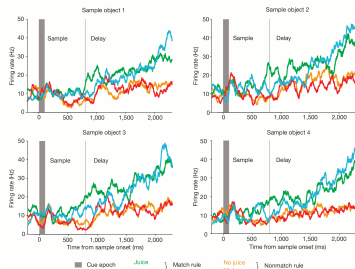 Sample object 1
50
40
30
20
10
0
Firing rate (Hz)
Sample
Delay
0 500 1,000 1,500 2,000
Sample object 2
50
40
30
20
10
0
Firing rate (Hz)
Sample
Delay
0 500 1,000 1,500 2,000
Sample object 3
50
40
30
20
10
0
Firing rate (Hz)
Sample
Delay
0 500 1,000 1,500 2,000
Time from sample onset (ms)
Sample object 4
50
40
30
20
10
0
Firing rate (Hz)
Sample
Delay
0 500 1,000 1,500 2,000
Time from sample onset (ms)
Cue epoch
Juice
Match rule
No juice
Nonmatch rule